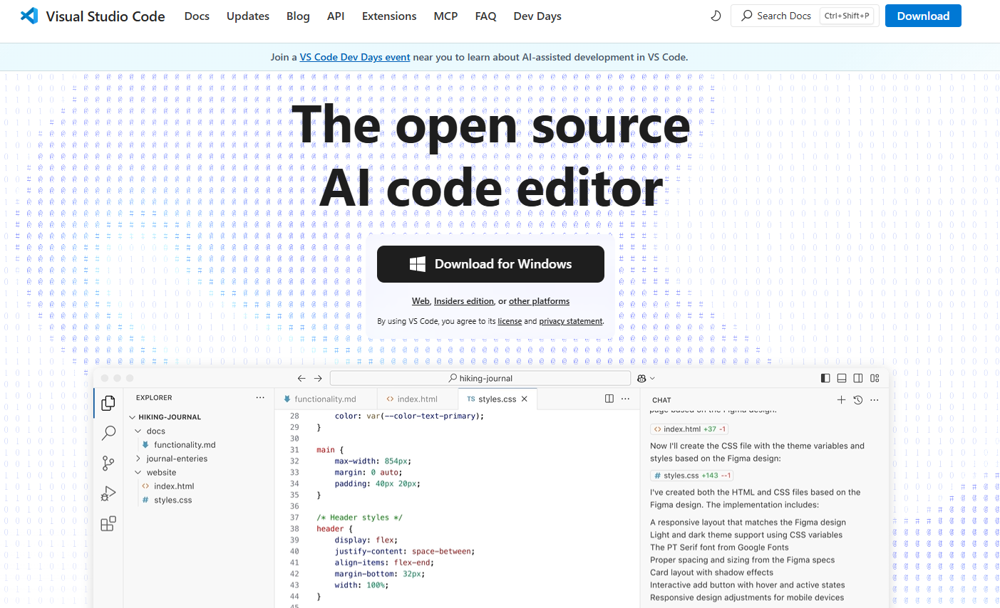 Visual Studio Code Docs Updates Blog API Extensions MCP FAQ Dev Days Search Docs Ctrl+Shift+P Download
Join a VS Code Dev Days event near you to learn about AI-assisted development in VS Code.
The open source
AI code editor
Download for Windows
Web, Insiders edition, or other platforms
By using VS Code, you agree to its license and privacy statement.
hiking-journal
EXPLORER
HIKING-JOURNAL
docs
functionality.md
journal-enteries
website
index.html
styles.css
functionality.md index.html TS styles.css
28 color: var(--color-text-primary);
29 }
30
31 main {
32 max-width: 854px;
33 margin: 0 auto;
34 padding: 40px 20px;
35 }
36
37 /* Header styles */
38 header {
39 display: flex;
40 justify-content: space-between;
41 align-items: flex-end;
42 margin-bottom: 32px;
43 width: 100%;
44 }
45
CHAT
page based on the Figma design.
index.html +37 -1
Now I'll create the CSS file with the theme variables and
styles based on the Figma design:
# styles.css +143 --1
I've created both the HTML and CSS files based on the
Figma design. The implementation includes:
A responsive layout that matches the Figma design
Light and dark theme support using CSS variables
The PT Serif font from Google Fonts
Proper spacing and sizing from the Figma specs
Card layout with shadow effects
Interactive add button with hover and active states
Responsive design adjustments for mobile devices